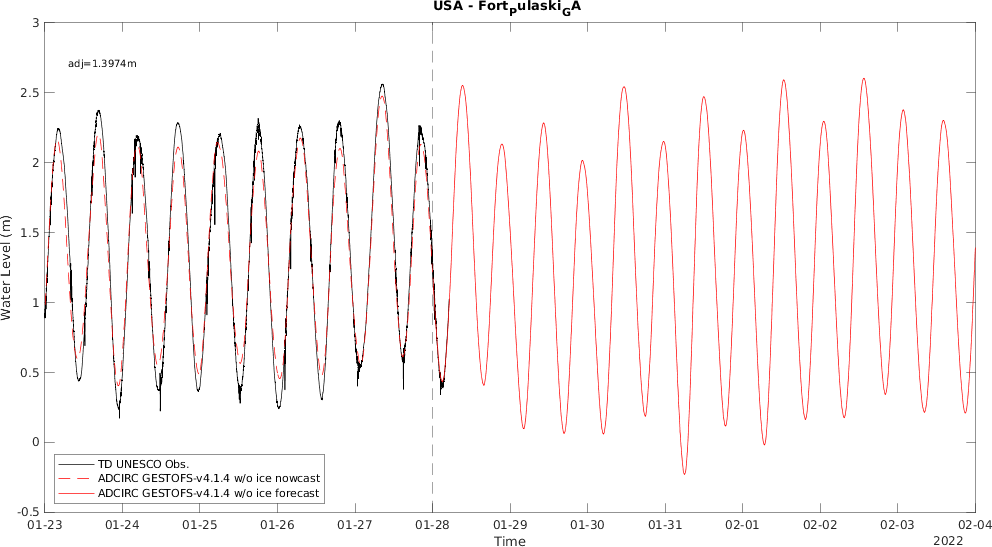 USA - FortPulaskiGA
adj=1.3974m
3
2.5
2
1.5
1
0.5
0
-0.5
Water Level (m)
TD UNESCO Obs.
ADCIRC GESTOFS-v4.1.4 w/o ice nowcast
ADCIRC GESTOFS-v4.1.4 w/o ice forecast
01-23 01-24 01-25 01-26 01-27 01-28 01-29 01-30 01-31 02-01 02-02 02-03 02-04
Time
2022